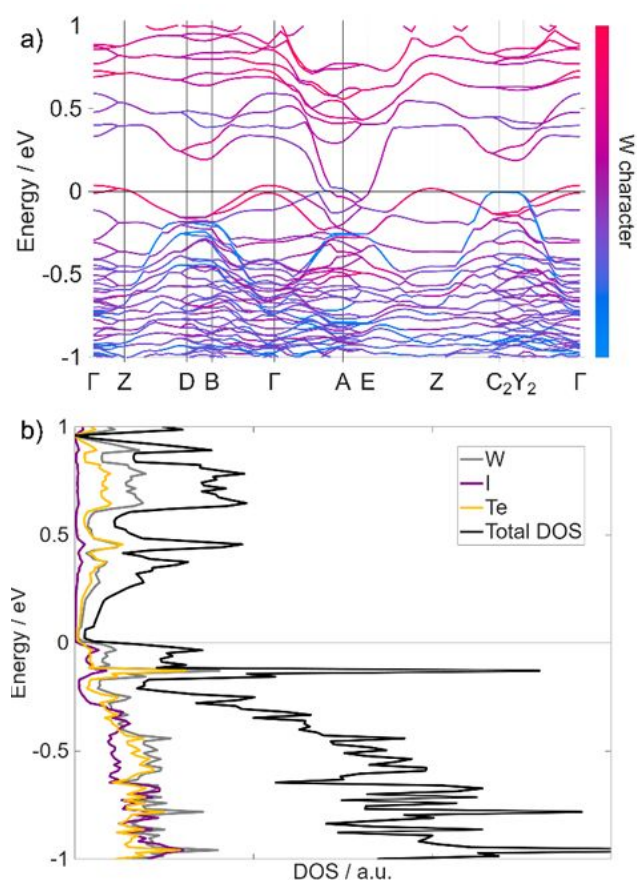 a)
1
0.5
0
-0.5
-1
Energy / eV
Γ Z D B Γ A E Z C₂Y₂ Γ
W character
b)
1
0.5
0
-0.5
-1
Energy / eV
W
I
Te
Total DOS
DOS / a.u.